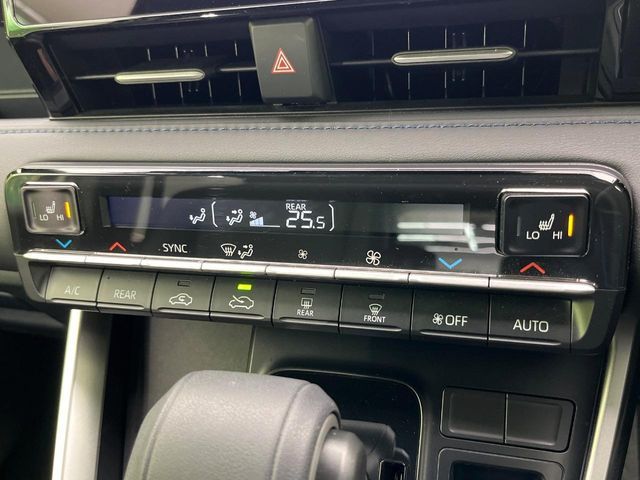 REAR
25.5
LO HI
LO HI
SYNC
A/C
REAR
REAR
FRONT
OFF
AUTO